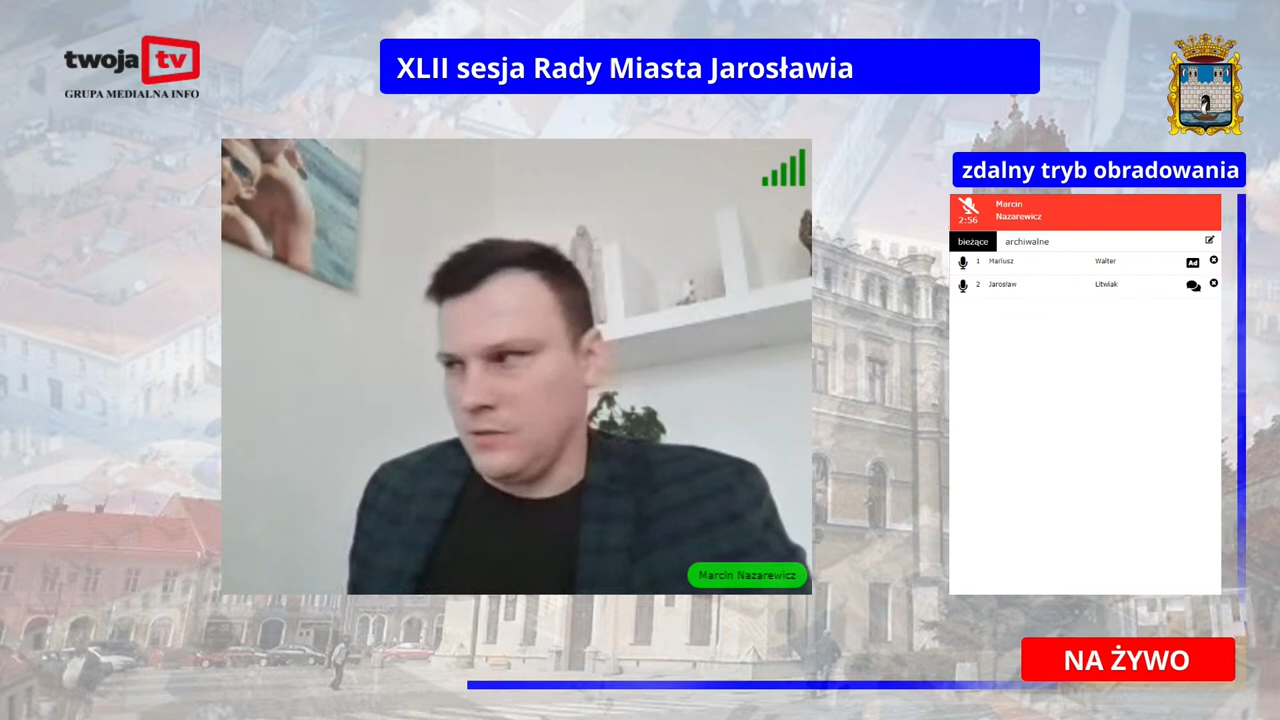 twoja tv
GRUPA MEDIALNA INFO
XLII sesja Rady Miasta Jarosławia
zdalny tryb obradowania
Marcin
Nazarewicz
2:56
bieżące archiwalne
1 Mariusz Walter Ad
2 Jarosław Litwiak
Marcin Nazarewicz
NA ŻYWO